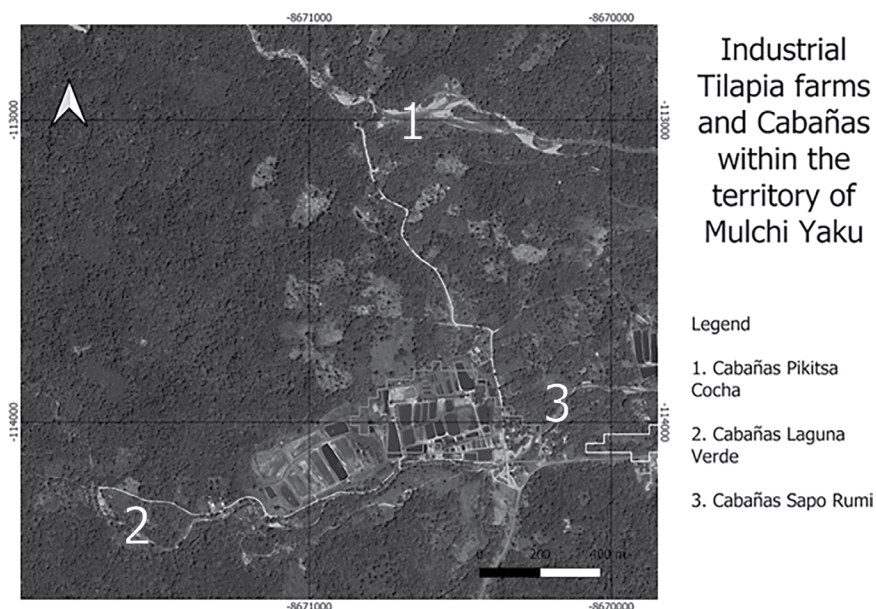 -8671000
-8670000
Industrial
Tilapia farms
and Cabañas
within the
territory of
Mulchi Yaku
-113000
-113000
1
Legend
1. Cabañas Pikitsa
Cocha
3
-114000
-114000
2. Cabañas Laguna
Verde
3. Cabañas Sapo Rumi
2
0 200 400 m
-8671000
-8670000